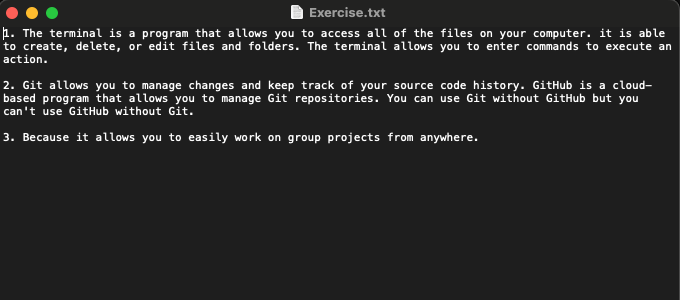 Exercise.txt
1. The terminal is a program that allows you to access all of the files on your computer. it is able
to create, delete, or edit files and folders. The terminal allows you to enter commands to execute an
action.
2. Git allows you to manage changes and keep track of your source code history. GitHub is a cloud-
based program that allows you to manage Git repositories. You can use Git without GitHub but you
can't use GitHub without Git.
3. Because it allows you to easily work on group projects from anywhere.